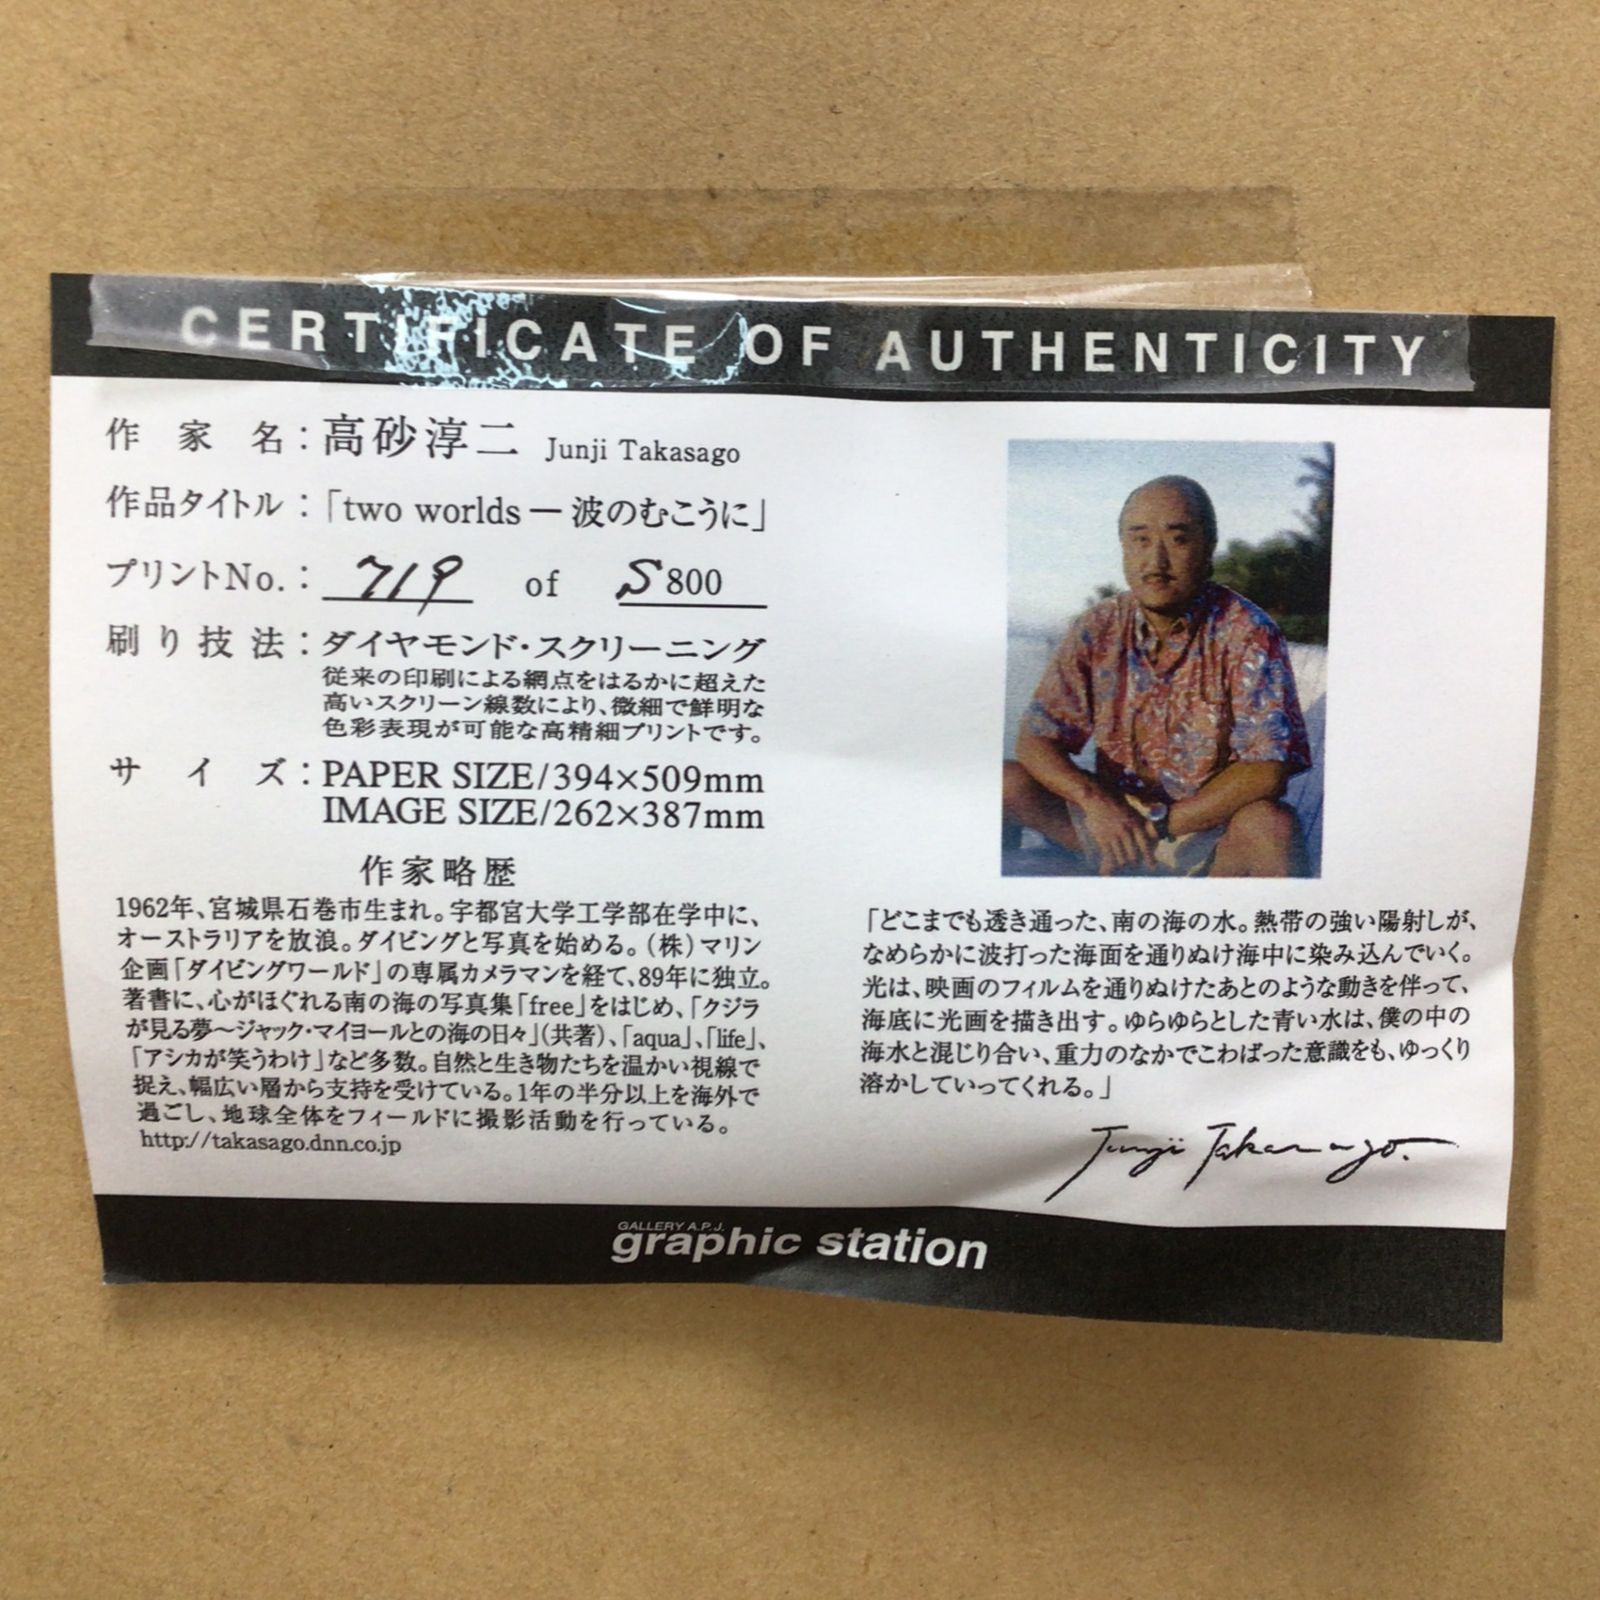 CERTIFICATE OF AUTHENTICITY
作家名：高砂淳二 Junji Takasago
作品タイトル：「two worlds－波のむこうに」
プリントNo.：719 of S800
刷り技法：ダイヤモンド・スクリーニング
従来の印刷による網点をはるかに超えた
高いスクリーン線数により、微細で鮮明な
色彩表現が可能な高精細プリントです。
サイズ：PAPER SIZE/394×509mm
IMAGE SIZE/262×387mm
作家略歴
1962年、宮城県石巻市生まれ。宇都宮大学工学部在学中に、
オーストラリアを放浪。ダイビングと写真を始める。（株）マリン
企画「ダイビングワールド」の専属カメラマンを経て、89年に独立。
著書に、心がほぐれる南の海の写真集「free」をはじめ、「クジラ
が見る夢～ジャック・マイヨールとの海の日々」（共著）、「aqua」、「life」、
「アシカが笑うわけ」など多数。自然と生き物たちを温かい視線で
捉え、幅広い層から支持を受けている。1年の半分以上を海外で
過ごし、地球全体をフィールドに撮影活動を行っている。
http://takasago.dnn.co.jp
「どこまでも透き通った、南の海の水。熱帯の強い陽射しが、
なめらかに波打った海面を通りぬけ海中に染み込んでいく。
光は、映画のフィルムを通りぬけたあとのような動きを伴って、
海底に光画を描き出す。ゆらゆらとした青い水は、僕の中の
海水と混じり合い、重力のなかでこわばった意識をも、ゆっくり
溶かしていってくれる。」
Junji Takasago.
GALLERY A.P.J.
graphic station